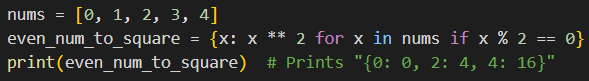 nums = [0, 1, 2, 3, 4]
even_num_to_square = {x: x ** 2 for x in nums if x % 2 == 0}
print(even_num_to_square)  # Prints "{0: 0, 2: 4, 4: 16}"